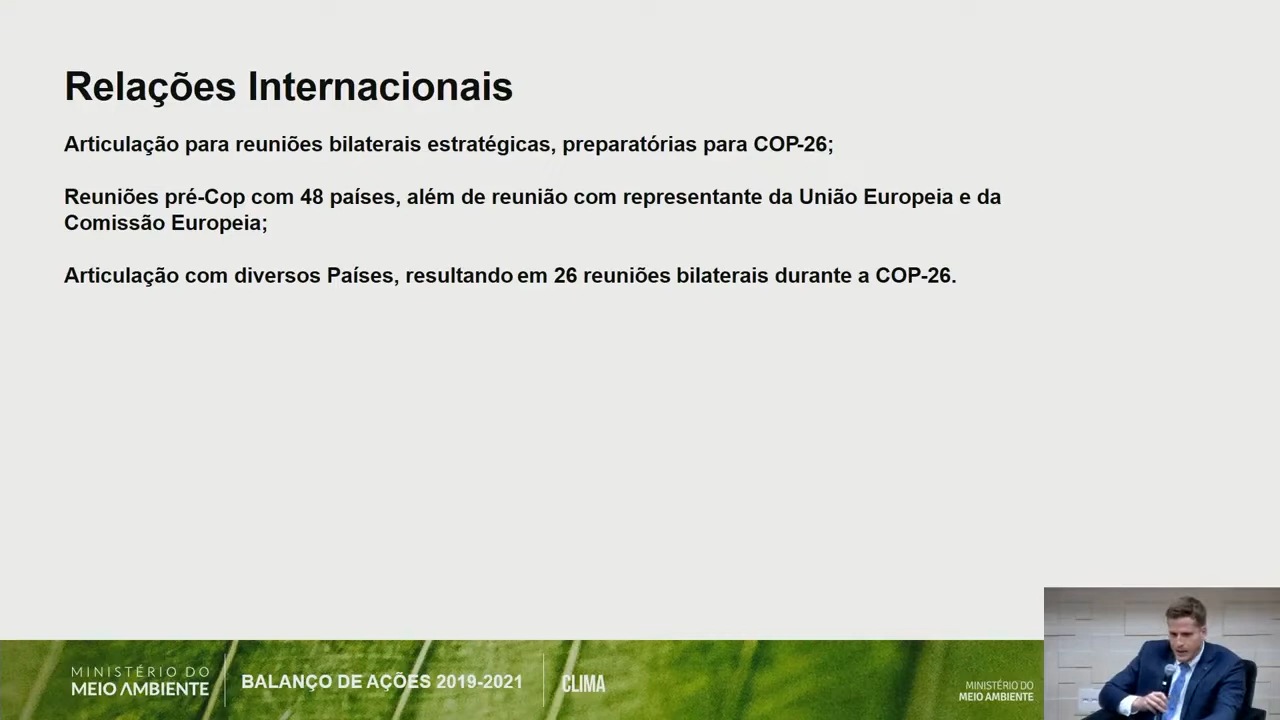 Relações Internacionais
Articulação para reuniões bilaterais estratégicas, preparatórias para COP-26;
Reuniões pré-Cop com 48 países, além de reunião com representante da União Europeia e da
Comissão Europeia;
Articulação com diversos Países, resultando em 26 reuniões bilaterais durante a COP-26.
MINISTÉRIO DO
MEIO AMBIENTE
BALANÇO DE AÇÕES 2019-2021
CLIMA
MINISTÉRIO DO
MEIO AMBIENTE